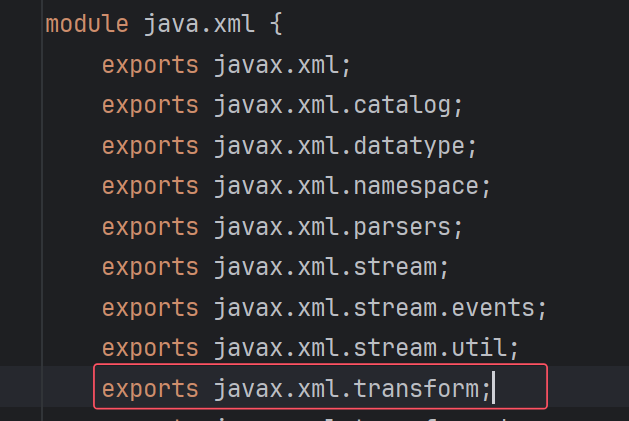 module java.xml {
exports javax.xml;
exports javax.xml.catalog;
exports javax.xml.datatype;
exports javax.xml.namespace;
exports javax.xml.parsers;
exports javax.xml.stream;
exports javax.xml.stream.events;
exports javax.xml.stream.util;
exports javax.xml.transform;